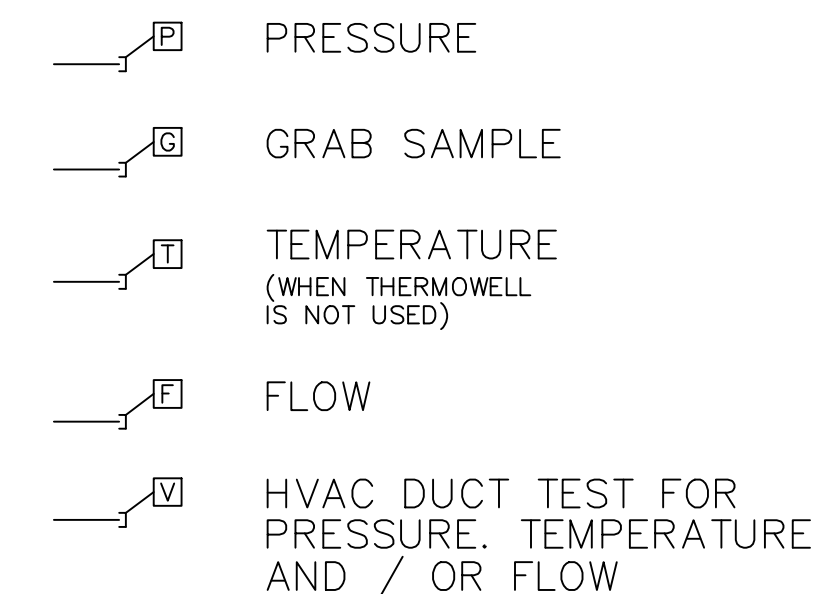 P PRESSURE
G GRAB SAMPLE
T TEMPERATURE
(WHEN THERMOWELL
IS NOT USED)
F FLOW
V HVAC DUCT TEST FOR
PRESSURE. TEMPERATURE
AND / OR FLOW